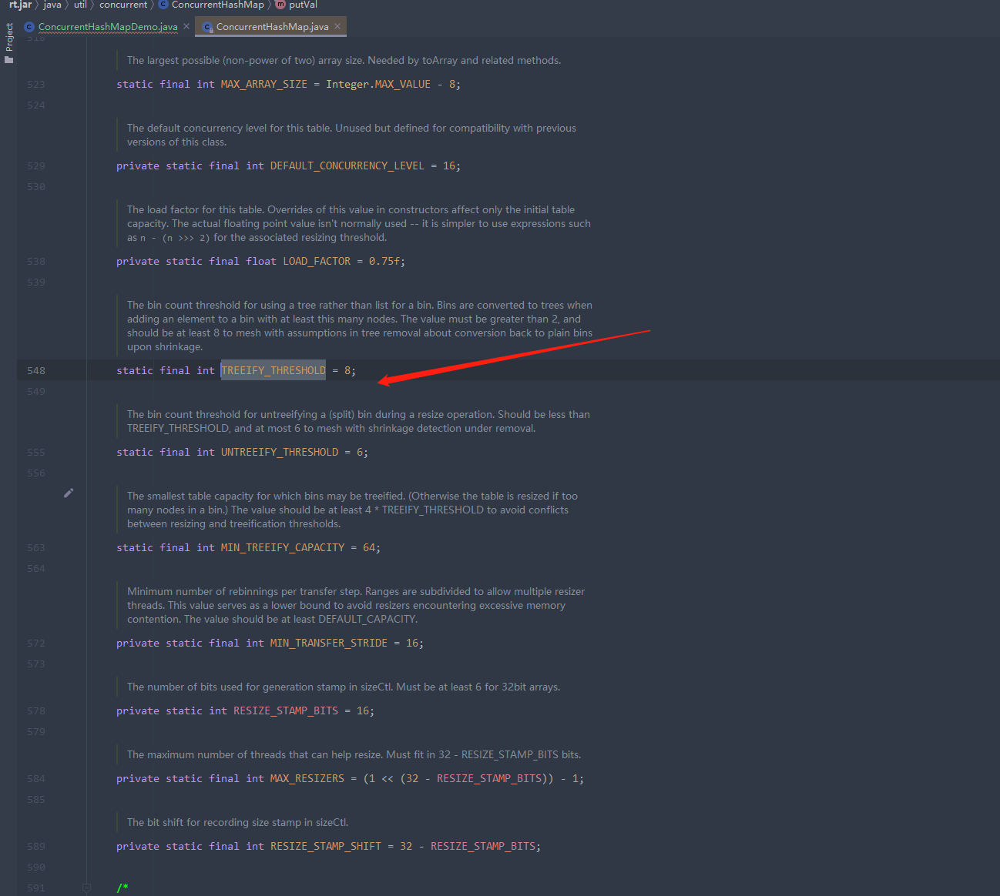 rt.jar java util concurrent ConcurrentHashMap putVal
Project
ConcurrentHashMapDemo.java ConcurrentHashMap.java
518
The largest possible (non-power of two) array size. Needed by toArray and related methods.
523 static final int MAX_ARRAY_SIZE = Integer.MAX_VALUE - 8;
524
The default concurrency level for this table. Unused but defined for compatibility with previous
versions of this class.
529 private static final int DEFAULT_CONCURRENCY_LEVEL = 16;
530
The load factor for this table. Overrides of this value in constructors affect only the initial table
capacity. The actual floating point value isn't normally used -- it is simpler to use expressions such
as n - (n >>> 2) for the associated resizing threshold.
538 private static final float LOAD_FACTOR = 0.75f;
539
The bin count threshold for using a tree rather than list for a bin. Bins are converted to trees when
adding an element to a bin with at least this many nodes. The value must be greater than 2, and
should be at least 8 to mesh with assumptions in tree removal about conversion back to plain bins
upon shrinkage.
548 static final int TREEIFY_THRESHOLD = 8;
549
The bin count threshold for untreeifying a (split) bin during a resize operation. Should be less than
TREEIFY_THRESHOLD, and at most 6 to mesh with shrinkage detection under removal.
555 static final int UNTREEIFY_THRESHOLD = 6;
556
The smallest table capacity for which bins may be treeified. (Otherwise the table is resized if too
many nodes in a bin.) The value should be at least 4 * TREEIFY_THRESHOLD to avoid conflicts
between resizing and treeification thresholds.
563 static final int MIN_TREEIFY_CAPACITY = 64;
564
Minimum number of rebinnings per transfer step. Ranges are subdivided to allow multiple resizer
threads. This value serves as a lower bound to avoid resizers encountering excessive memory
contention. The value should be at least DEFAULT_CAPACITY.
572 private static final int MIN_TRANSFER_STRIDE = 16;
573
The number of bits used for generation stamp in sizeCtl. Must be at least 6 for 32bit arrays.
578 private static int RESIZE_STAMP_BITS = 16;
579
The maximum number of threads that can help resize. Must fit in 32 - RESIZE_STAMP_BITS bits.
584 private static final int MAX_RESIZERS = (1 << (32 - RESIZE_STAMP_BITS)) - 1;
585
The bit shift for recording size stamp in sizeCtl.
589 private static final int RESIZE_STAMP_SHIFT = 32 - RESIZE_STAMP_BITS;
590
591 /*